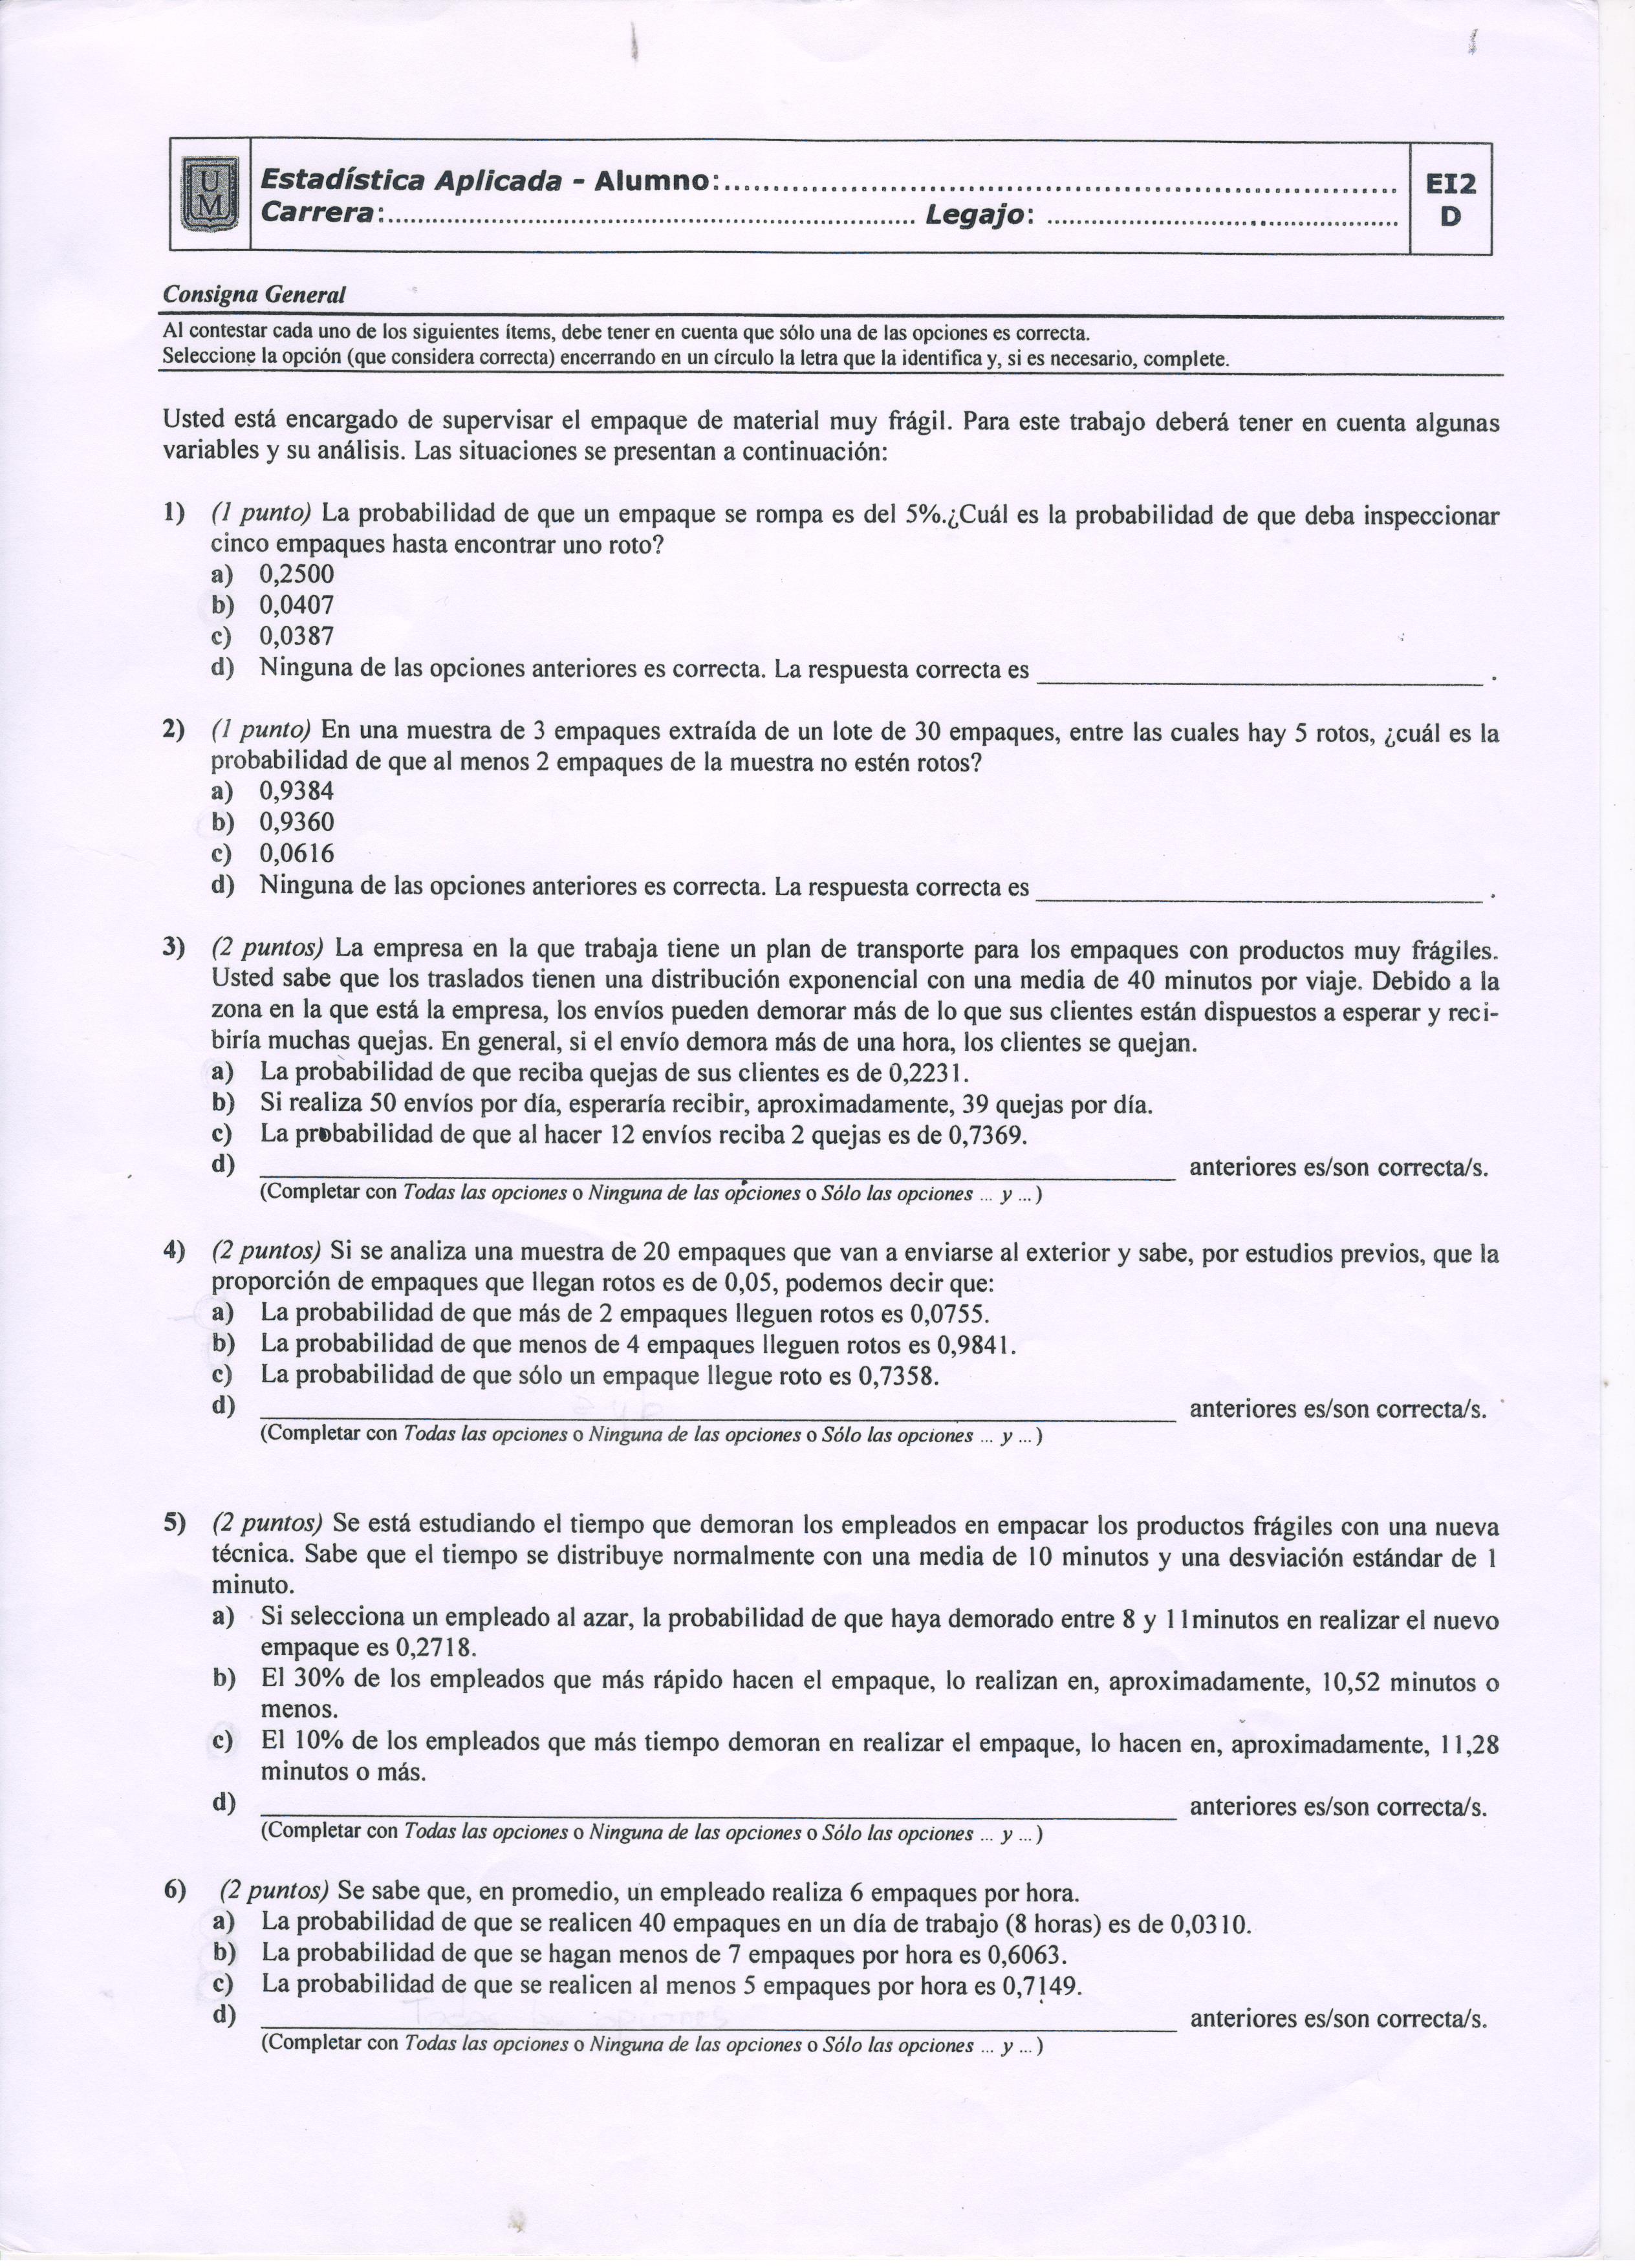 U
M
Estadística Aplicada - Alumno:...............................................................................
Carrera:.............................................................. Legajo: .........................................
EI2
D
Consigna General
Al contestar cada uno de los siguientes ítems, debe tener en cuenta que sólo una de las opciones es correcta.
Seleccione la opción (que considera correcta) encerrando en un círculo la letra que la identifica y, si es necesario, complete.
Usted está encargado de supervisar el empaque de material muy frágil. Para este trabajo deberá tener en cuenta algunas
variables y su análisis. Las situaciones se presentan a continuación:
1) (1 punto) La probabilidad de que un empaque se rompa es del 5%.¿Cuál es la probabilidad de que deba inspeccionar
cinco empaques hasta encontrar uno roto?
a) 0,2500
b) 0,0407
c) 0,0387
d) Ninguna de las opciones anteriores es correcta. La respuesta correcta es ______________________________ .
2) (1 punto) En una muestra de 3 empaques extraída de un lote de 30 empaques, entre las cuales hay 5 rotos, ¿cuál es la
probabilidad de que al menos 2 empaques de la muestra no estén rotos?
a) 0,9384
b) 0,9360
c) 0,0616
d) Ninguna de las opciones anteriores es correcta. La respuesta correcta es ______________________________ .
3) (2 puntos) La empresa en la que trabaja tiene un plan de transporte para los empaques con productos muy frágiles.
Usted sabe que los traslados tienen una distribución exponencial con una media de 40 minutos por viaje. Debido a la
zona en la que está la empresa, los envíos pueden demorar más de lo que sus clientes están dispuestos a esperar y reci-
biría muchas quejas. En general, si el envío demora más de una hora, los clientes se quejan.
a) La probabilidad de que reciba quejas de sus clientes es de 0,2231.
b) Si realiza 50 envíos por día, esperaría recibir, aproximadamente, 39 quejas por día.
c) La probabilidad de que al hacer 12 envíos reciba 2 quejas es de 0,7369.
d) ______________________________ anteriores es/son correcta/s.
(Completar con Todas las opciones o Ninguna de las opciones o Sólo las opciones ... y ...)
4) (2 puntos) Si se analiza una muestra de 20 empaques que van a enviarse al exterior y sabe, por estudios previos, que la
proporción de empaques que llegan rotos es de 0,05, podemos decir que:
a) La probabilidad de que más de 2 empaques lleguen rotos es 0,0755.
b) La probabilidad de que menos de 4 empaques lleguen rotos es 0,9841.
c) La probabilidad de que sólo un empaque llegue roto es 0,7358.
d) ______________________________ anteriores es/son correcta/s.
(Completar con Todas las opciones o Ninguna de las opciones o Sólo las opciones ... y ...)
5) (2 puntos) Se está estudiando el tiempo que demoran los empleados en empacar los productos frágiles con una nueva
técnica. Sabe que el tiempo se distribuye normalmente con una media de 10 minutos y una desviación estándar de 1
minuto.
a) Si selecciona un empleado al azar, la probabilidad de que haya demorado entre 8 y 11minutos en realizar el nuevo
empaque es 0,2718.
b) El 30% de los empleados que más rápido hacen el empaque, lo realizan en, aproximadamente, 10,52 minutos o
menos.
c) El 10% de los empleados que más tiempo demoran en realizar el empaque, lo hacen en, aproximadamente, 11,28
minutos o más.
d) ______________________________ anteriores es/son correcta/s.
(Completar con Todas las opciones o Ninguna de las opciones o Sólo las opciones ... y ...)
6) (2 puntos) Se sabe que, en promedio, un empleado realiza 6 empaques por hora.
a) La probabilidad de que se realicen 40 empaques en un día de trabajo (8 horas) es de 0,0310.
b) La probabilidad de que se hagan menos de 7 empaques por hora es 0,6063.
c) La probabilidad de que se realicen al menos 5 empaques por hora es 0,7149.
d) ______________________________ anteriores es/son correcta/s.
(Completar con Todas las opciones o Ninguna de las opciones o Sólo las opciones ... y ...)